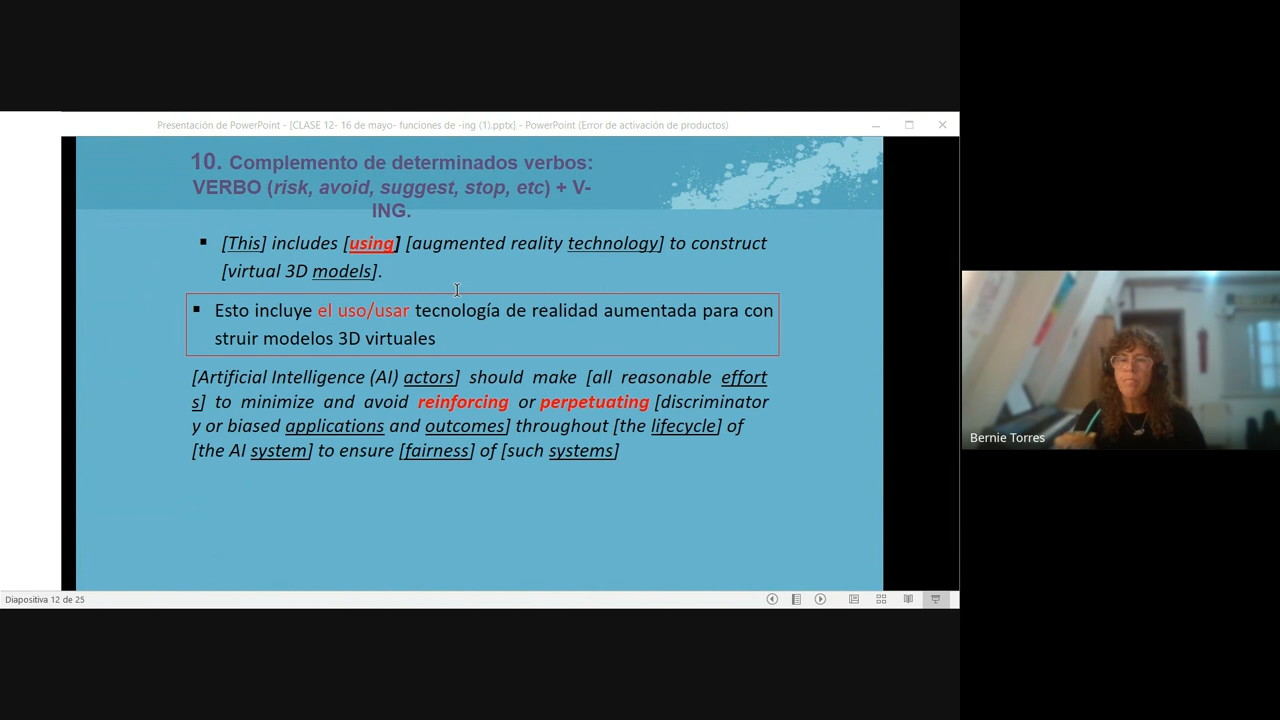 Presentación de PowerPoint - [CLASE 12- 16 de mayo- funciones de -ing (1).pptx] - PowerPoint (Error de activación de productos)
10. Complemento de determinados verbos:
VERBO (risk, avoid, suggest, stop, etc) + V-
ING.
▪ [This] includes [using] [augmented reality technology] to construct
[virtual 3D models].
▪ Esto incluye el uso/usar tecnología de realidad aumentada para con
struir modelos 3D virtuales
[Artificial Intelligence (AI) actors] should make [all reasonable effort
s] to minimize and avoid reinforcing or perpetuating [discriminator
y or biased applications and outcomes] throughout [the lifecycle] of
[the AI system] to ensure [fairness] of [such systems]
Bernie Torres
Diapositiva 12 de 25